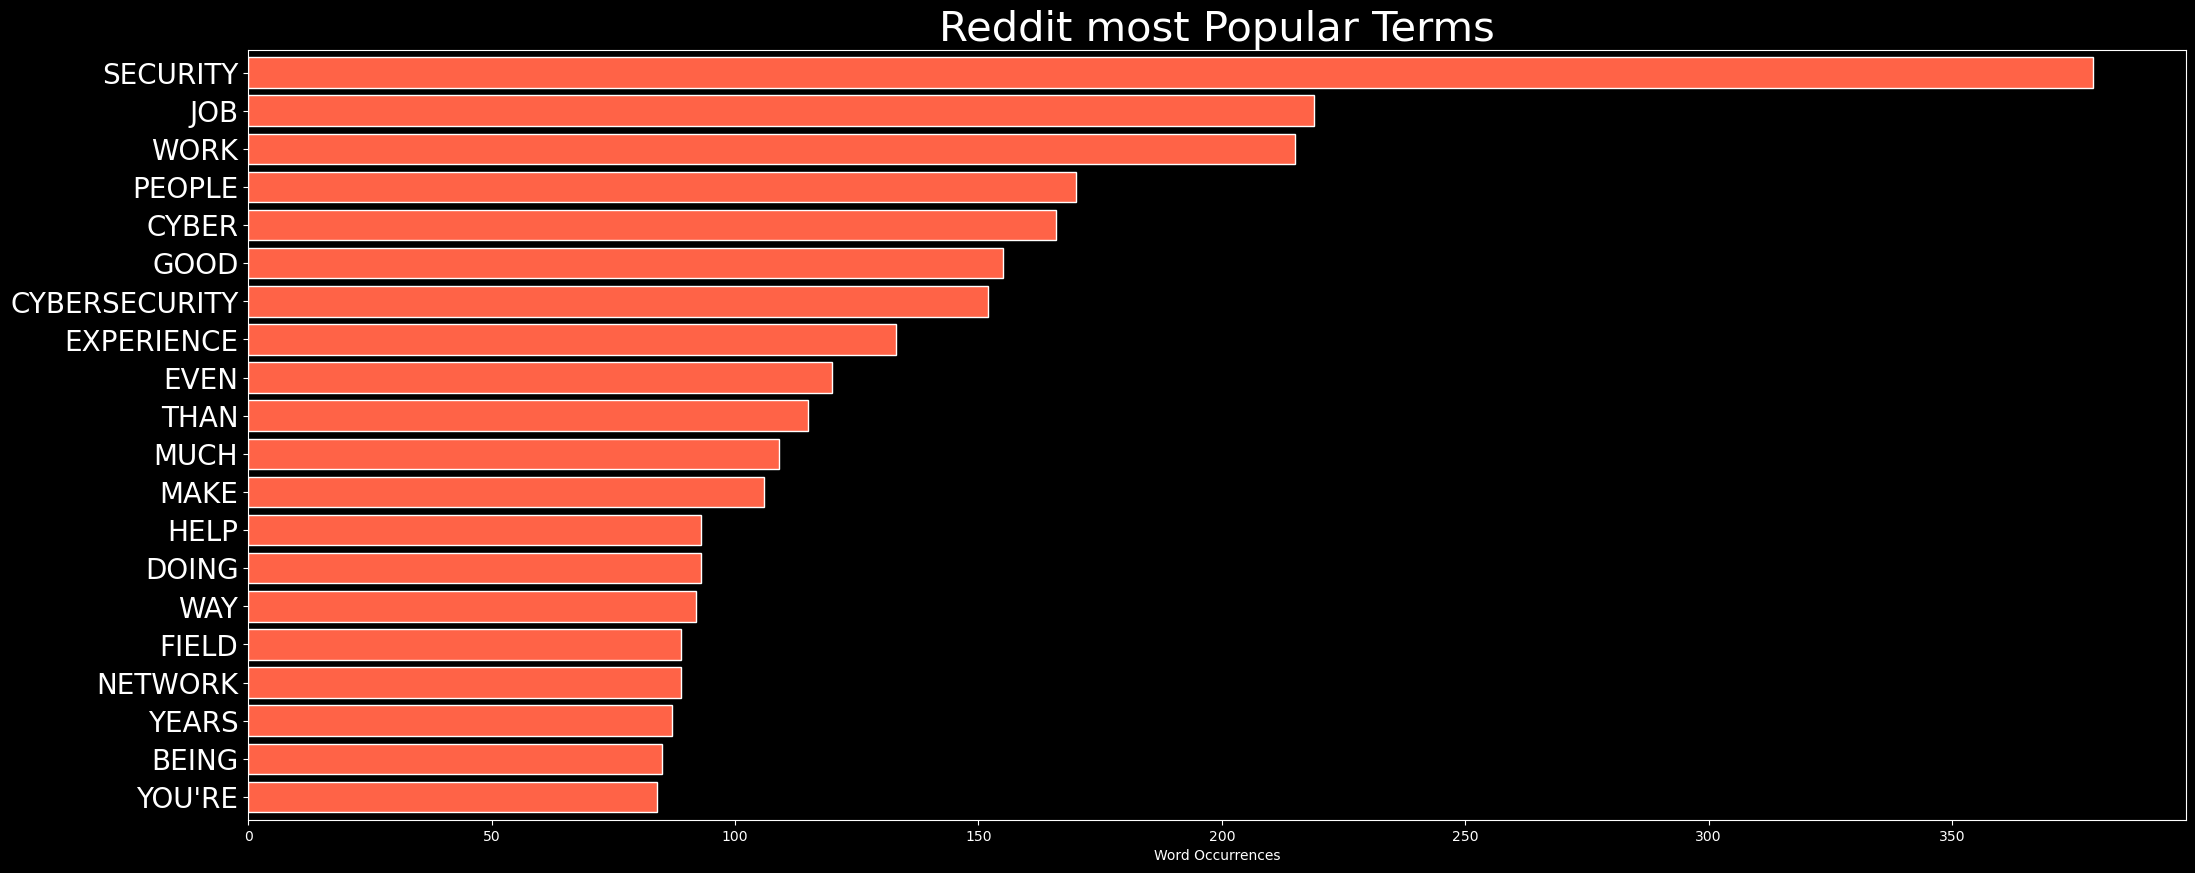 Reddit most Popular Terms
SECURITY
JOB
WORK
PEOPLE
CYBER
GOOD
CYBERSECURITY
EXPERIENCE
EVEN
THAN
MUCH
MAKE
HELP
DOING
WAY
FIELD
NETWORK
YEARS
BEING
YOU'RE
0 50 100 150 200 250 300 350
Word Occurrences